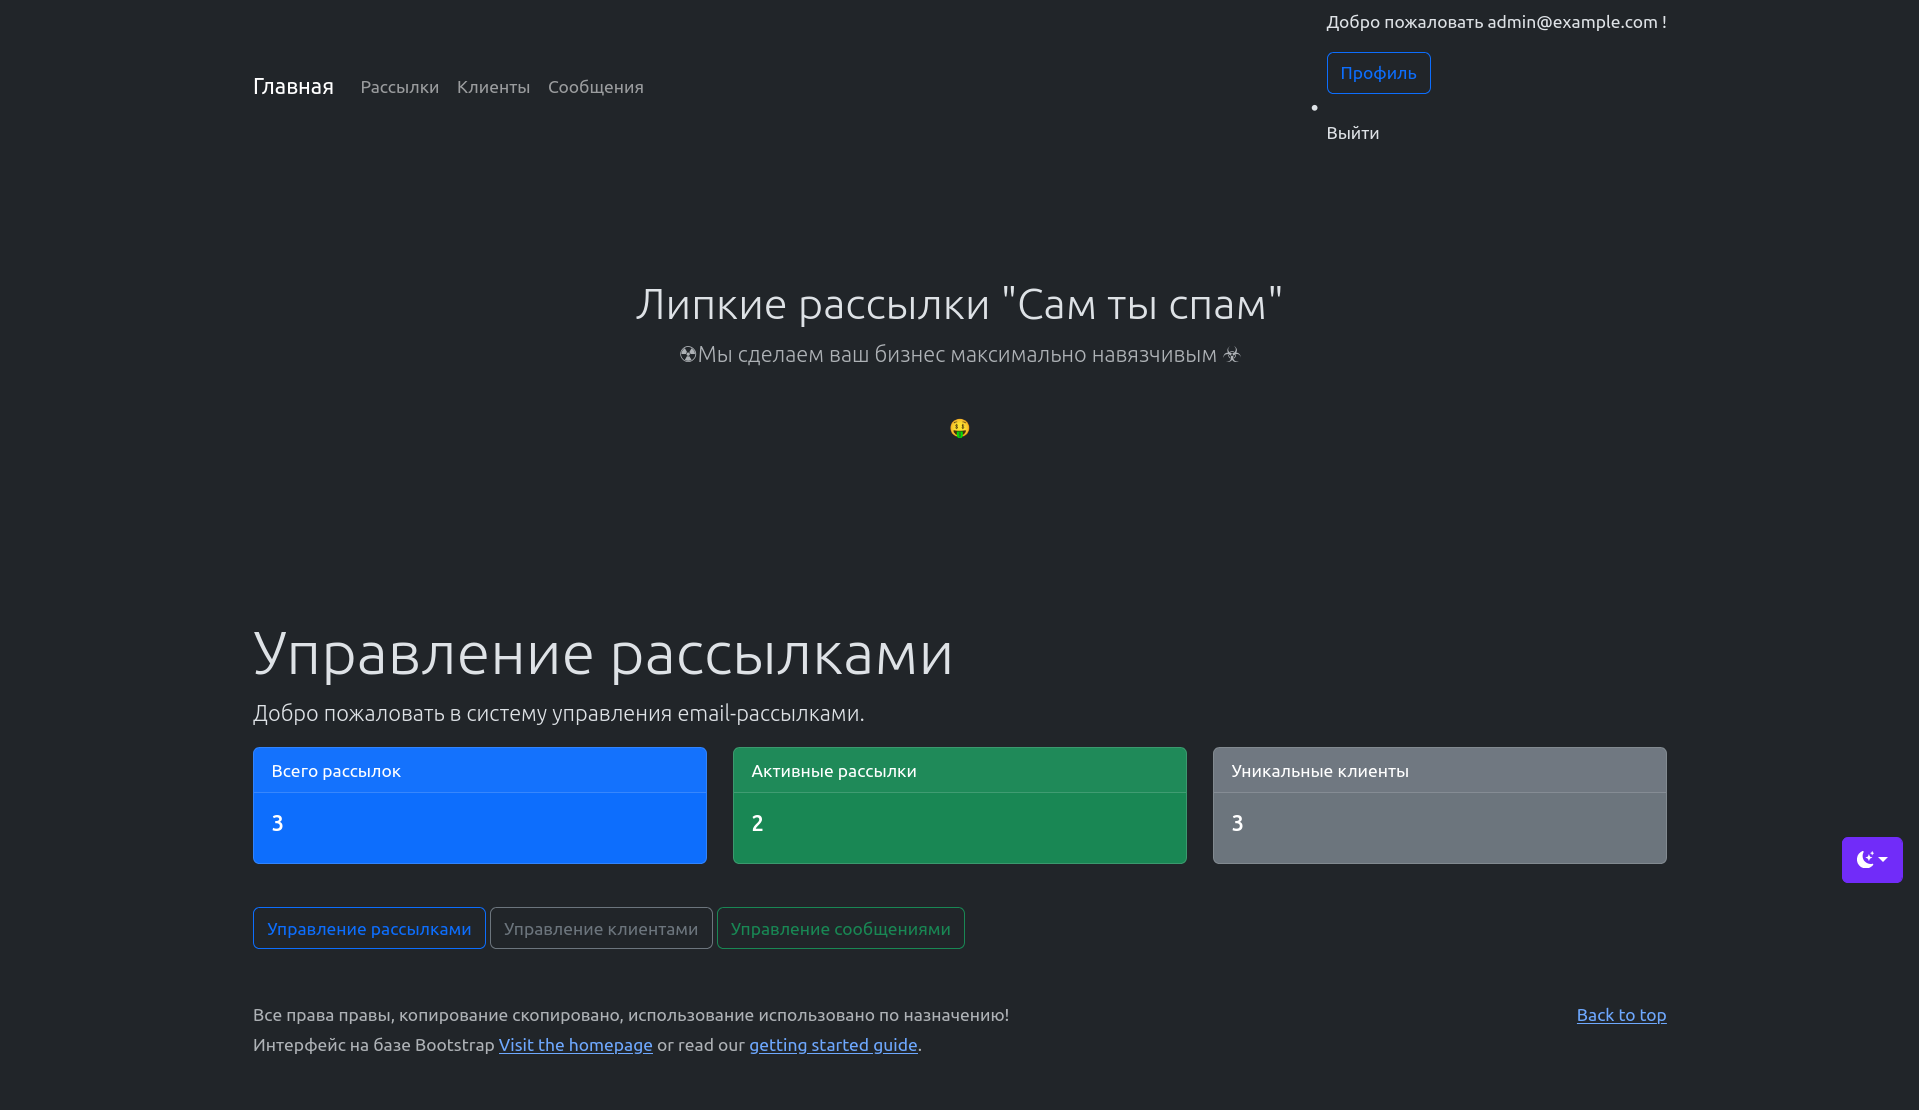 Добро пожаловать admin@example.com !
Главная Рассылки Клиенты Сообщения
Профиль
Выйти
Липкие рассылки "Сам ты спам"
☢Мы сделаем ваш бизнес максимально навязчивым ☣
🤑
Управление рассылками
Добро пожаловать в систему управления email-рассылками.
Всего рассылок
3
Активные рассылки
2
Уникальные клиенты
3
Управление рассылками Управление клиентами Управление сообщениями
Все права правы, копирование скопировано, использование использовано по назначению!
Back to top
Интерфейс на базе Bootstrap Visit the homepage or read our getting started guide.